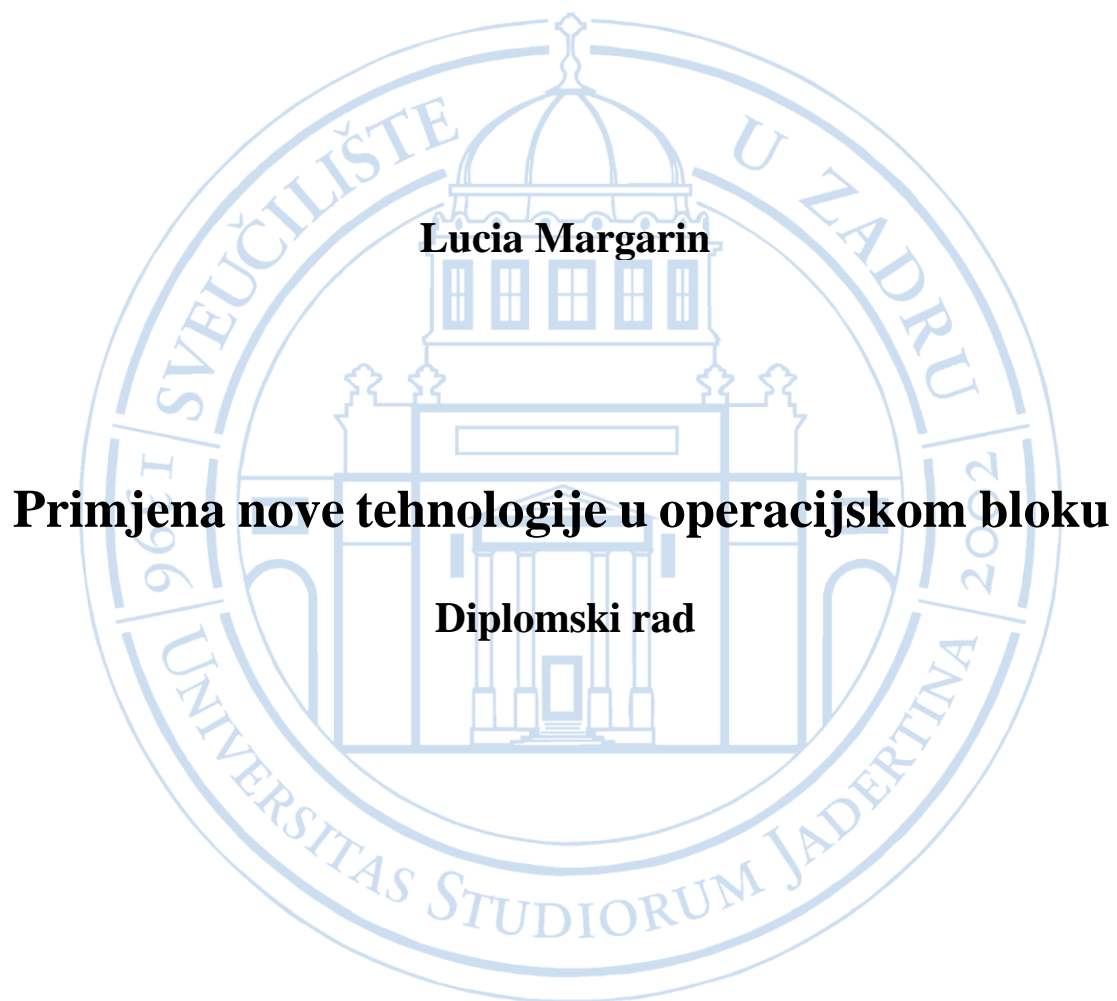 SVEUČILIŠTE U ZADRU
Lucia Margarin
Primjena nove tehnologije u operacijskom bloku
1396
2002
Diplomski rad
UNIVERSITAS STUDIORUM JADERTINA